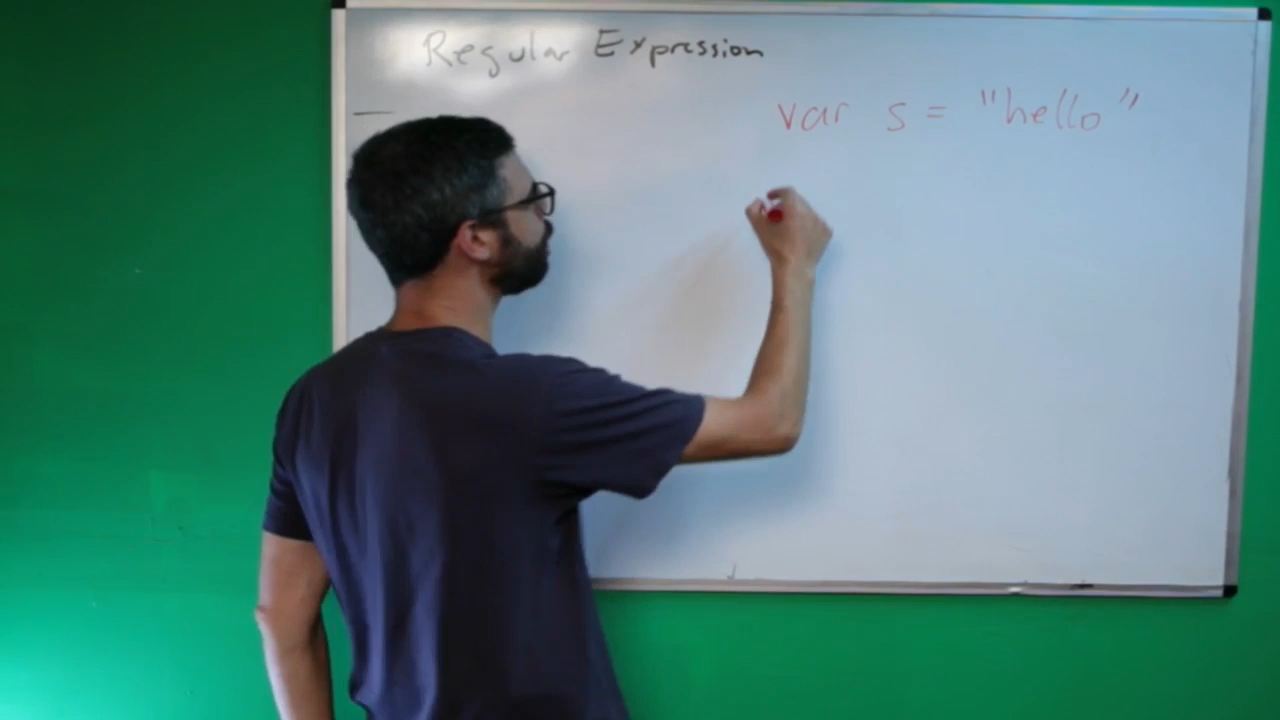 Regular Expression
var s = "hello"